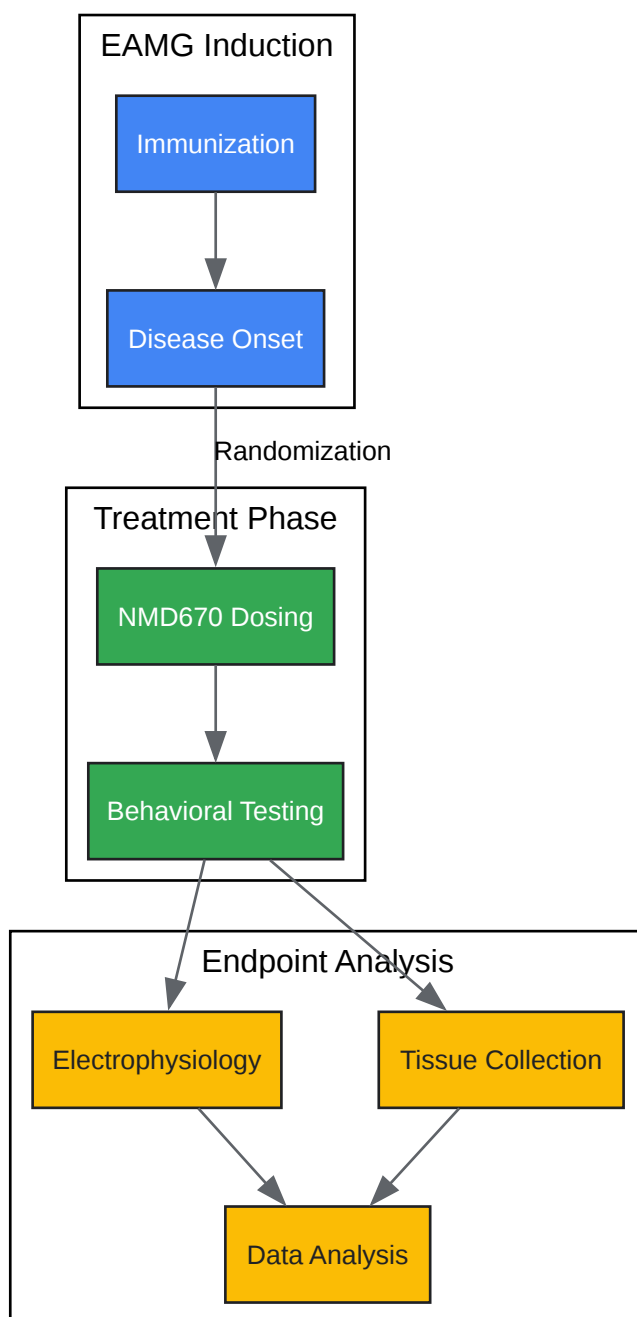 EAMG Induction
Immunization
Disease Onset
Randomization
Treatment Phase
NMD670 Dosing
Behavioral Testing
Endpoint Analysis
Electrophysiology
Tissue Collection
Data Analysis